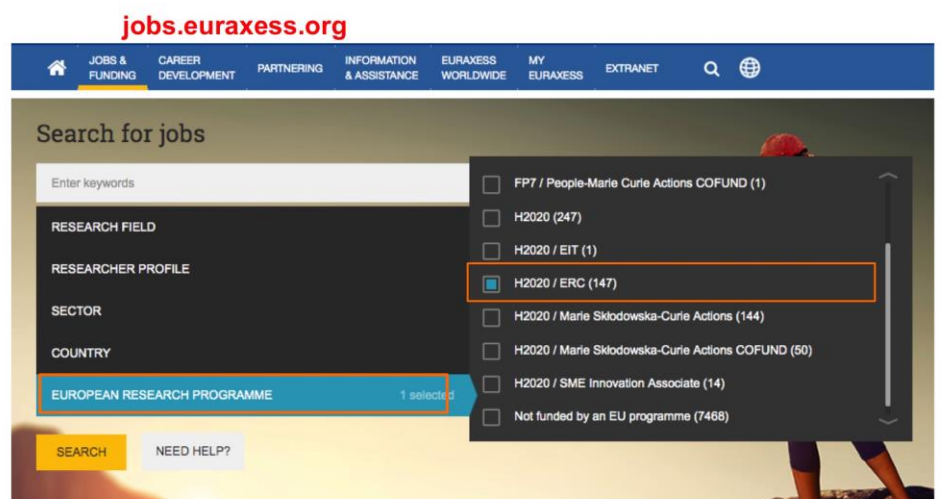 jobs.euraxess.org
JOBS & FUNDING
CAREER DEVELOPMENT
PARTNERING
INFORMATION & ASSISTANCE
EURAXESS WORLDWIDE
MY EURAXESS
EXTRANET
Search for jobs
Enter keywords
RESEARCH FIELD
RESEARCHER PROFILE
SECTOR
COUNTRY
EUROPEAN RESEARCH PROGRAMME 1 selected
FP7 / People-Marie Curie Actions COFUND (1)
H2020 (247)
H2020 / EIT (1)
H2020 / ERC (147)
H2020 / Marie Skłodowska-Curie Actions (144)
H2020 / Marie Skłodowska-Curie Actions COFUND (50)
H2020 / SME Innovation Associate (14)
Not funded by an EU programme (7468)
SEARCH
NEED HELP?